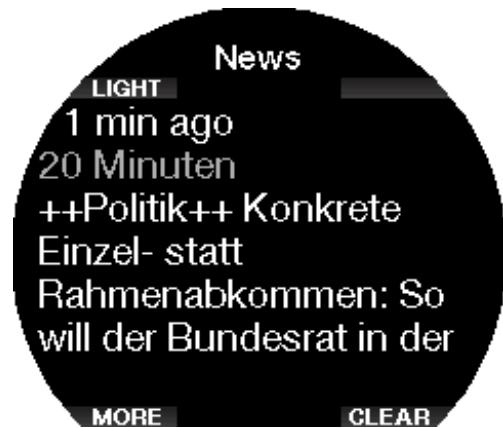 News
LIGHT
1 min ago
20 Minuten
++Politik++ Konkrete
Einzel- statt
Rahmenabkommen: So
will der Bundesrat in der
MORE CLEAR